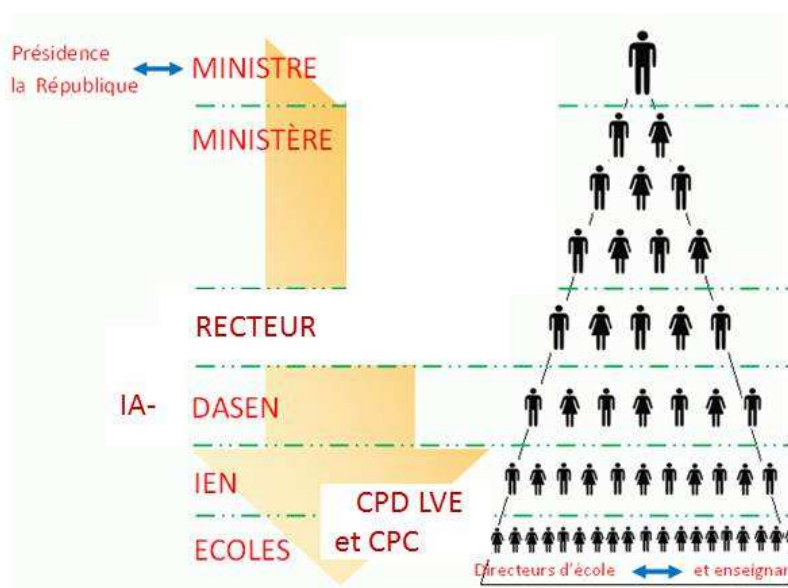 Présidence
la République
MINISTRE
MINISTÈRE
RECTEUR
IA- DASEN
IEN
CPD LVE
et CPC
ECOLES
Directeurs d'école et enseignan